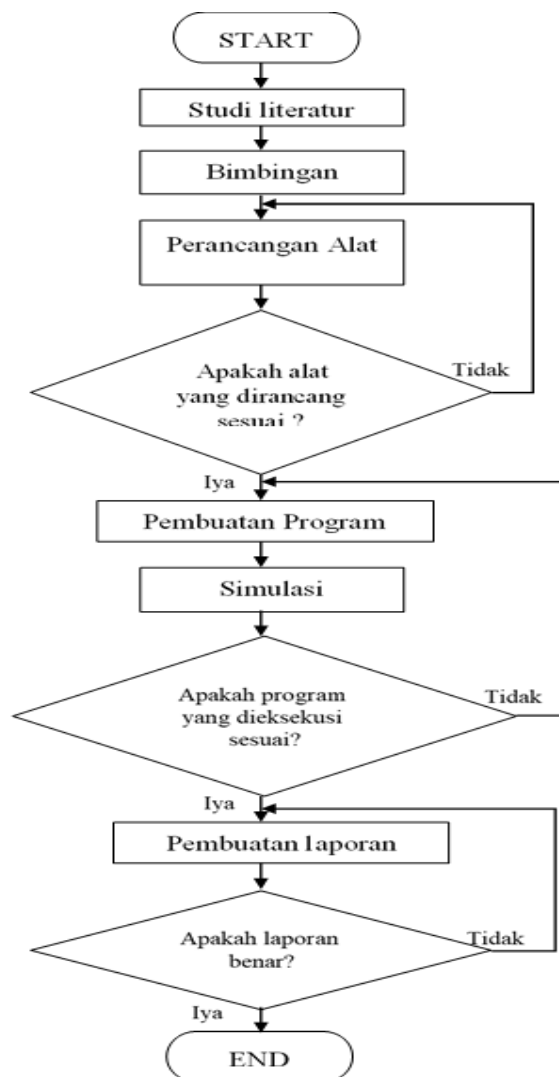 START
Studi literatur
Bimbingan
Perancangan Alat
Apakah alat
yang dirancang
sesuai ?
Tidak
Iya
Pembuatan Program
Simulasi
Apakah program
yang dieksekusi
sesuai?
Tidak
Iya
Pembuatan laporan
Apakah laporan
benar?
Tidak
Iya
END